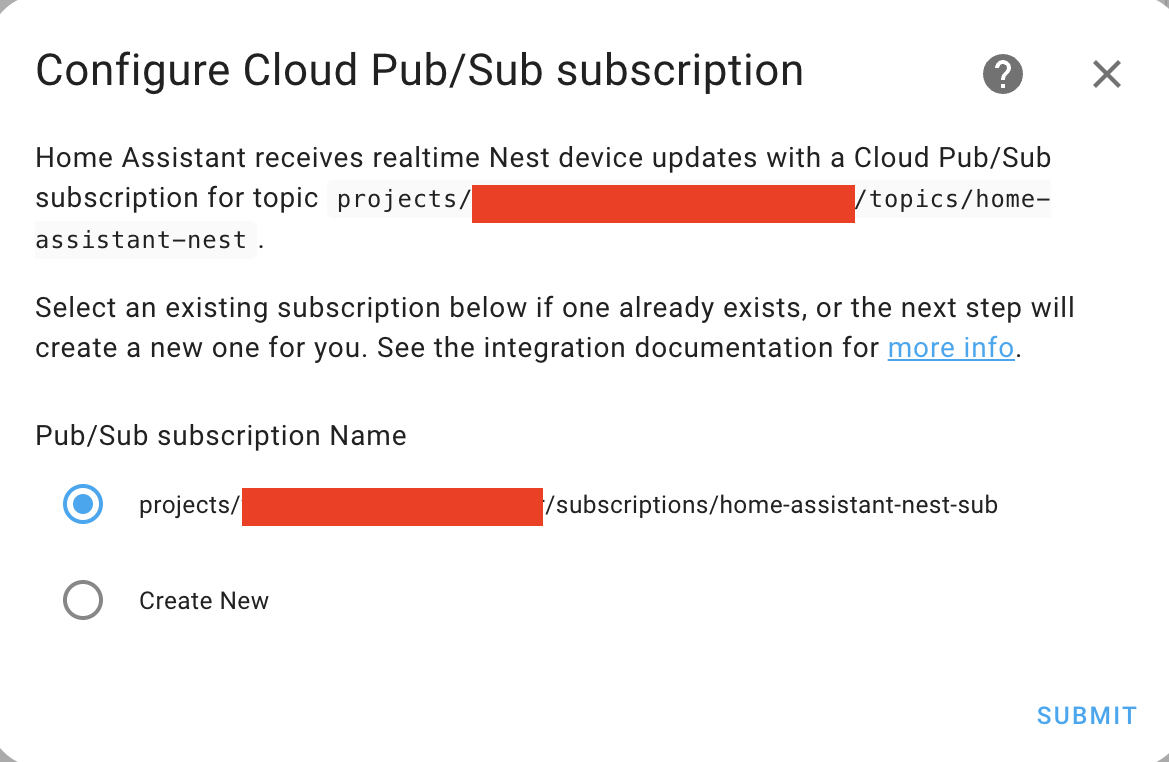 Configure Cloud Pub/Sub subscription
Home Assistant receives realtime Nest device updates with a Cloud Pub/Sub
subscription for topic projects/ /topics/home-
assistant-nest .
Select an existing subscription below if one already exists, or the next step will
create a new one for you. See the integration documentation for more info.
Pub/Sub subscription Name
projects/ /subscriptions/home-assistant-nest-sub
Create New
SUBMIT